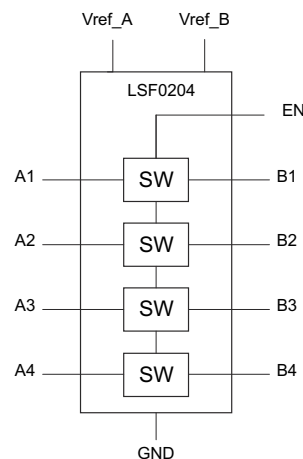 Vref_A Vref_B
LSF0204
EN
A1 SW B1
A2 SW B2
A3 SW B3
A4 SW B4
GND